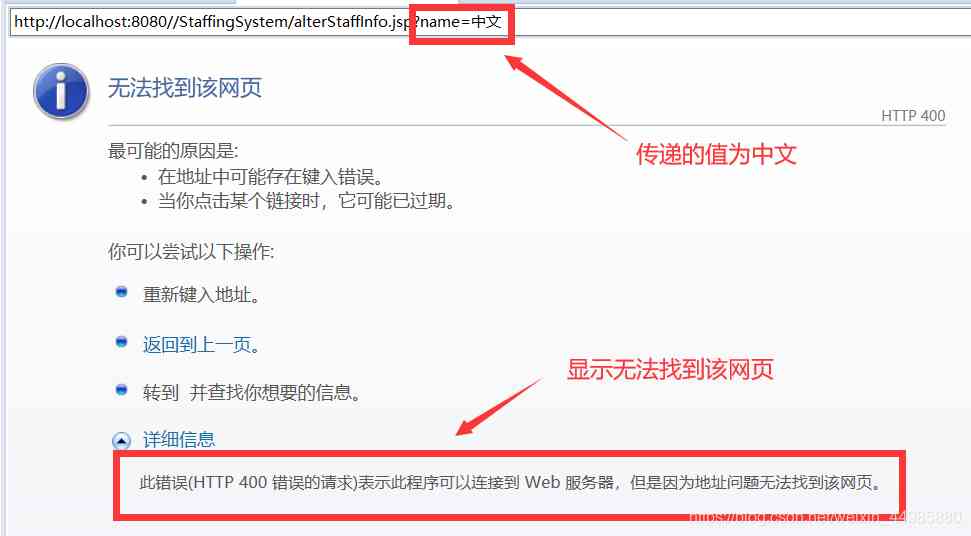 http://localhost:8080//StaffingSystem/alterStaffInfo.jsp?name=中文
无法找到该网页
HTTP 400
传递的值为中文
最可能的原因是:
• 在地址中可能存在键入错误。
• 当你点击某个链接时，它可能已过期。
你可以尝试以下操作:
重新键入地址。
返回到上一页。
显示无法找到该网页
转到 并查找你想要的信息。
详细信息
此错误(HTTP 400 错误的请求)表示此程序可以连接到 Web 服务器，但是因为地址问题无法找到该网页。
https://blog.csdn.net/weixin_44985880